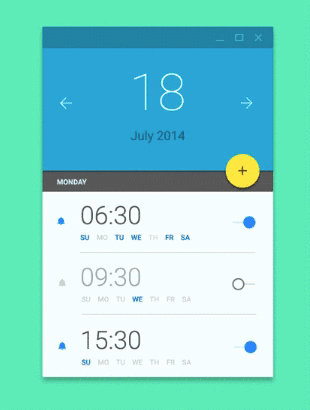 18
July 2014
+
MONDAY
06:30
SU MO TU WE TH FR SA
09:30
SU MO TU WE TH FR SA
15:30
SU MO TU WE TH FR SA